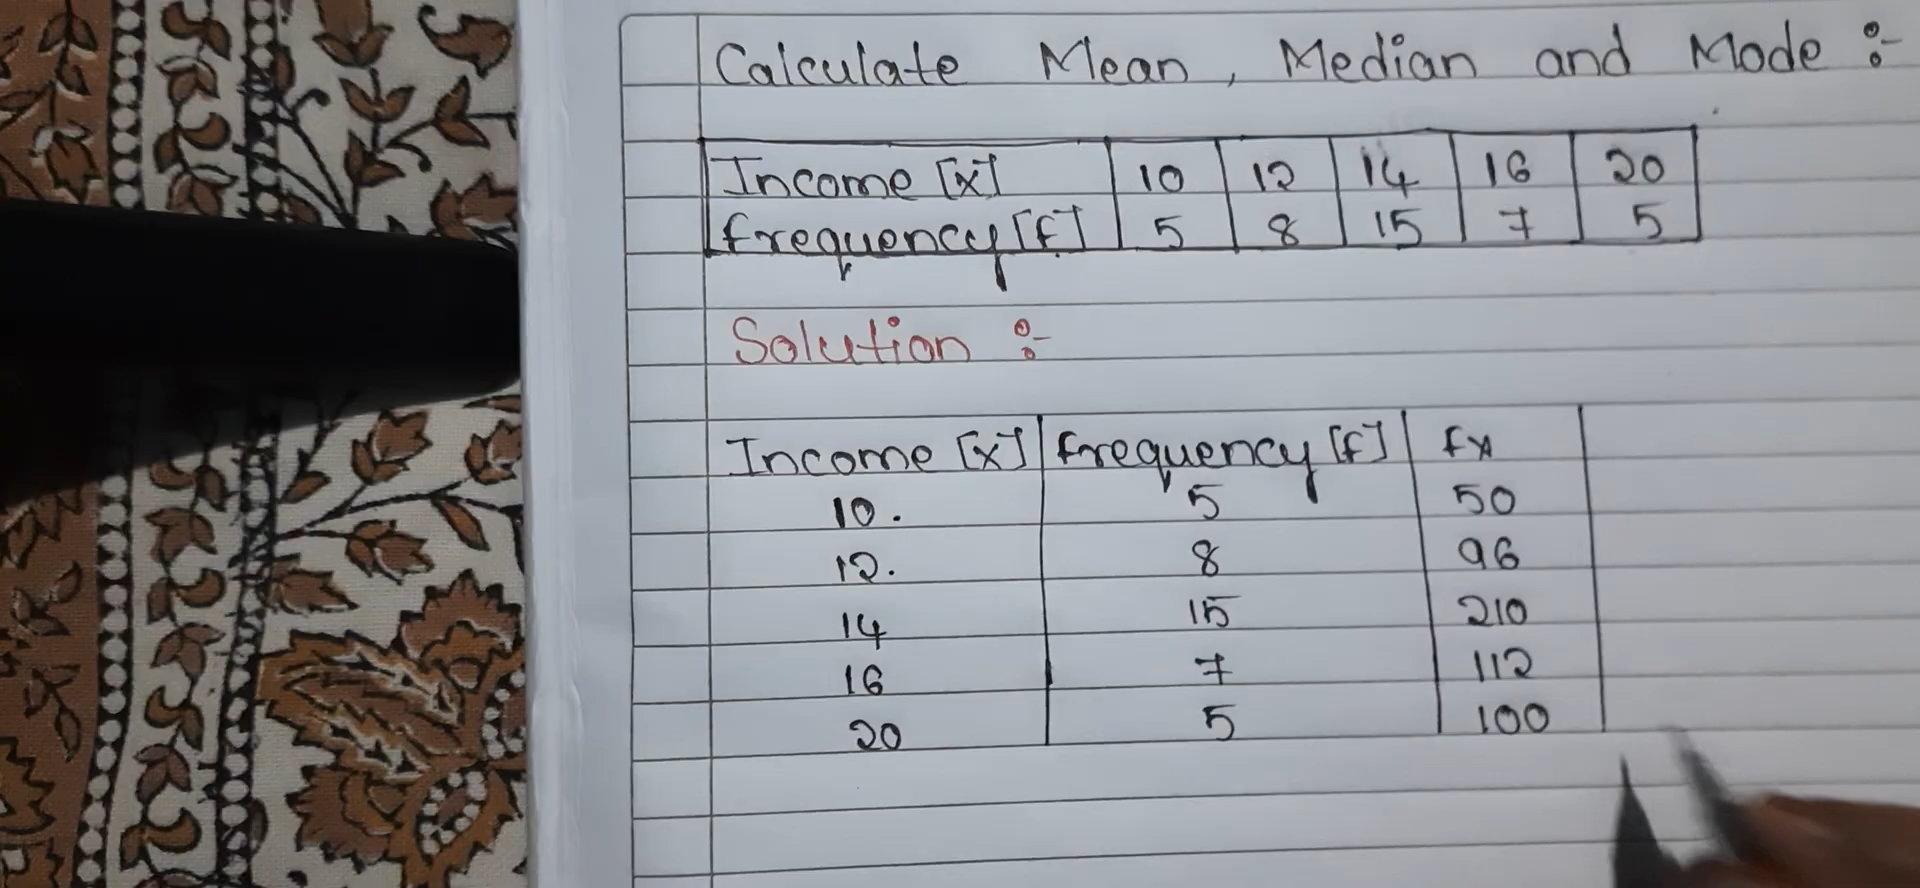 Calculate Mean, Median and Mode :-
Income [x] 10 12 14 16 20
frequency [f] 5 8 15 7 5
Solution :-
Income [x] frequency [f] fx
10. 5 50
12. 8 96
14 15 210
16 7 112
20 5 100